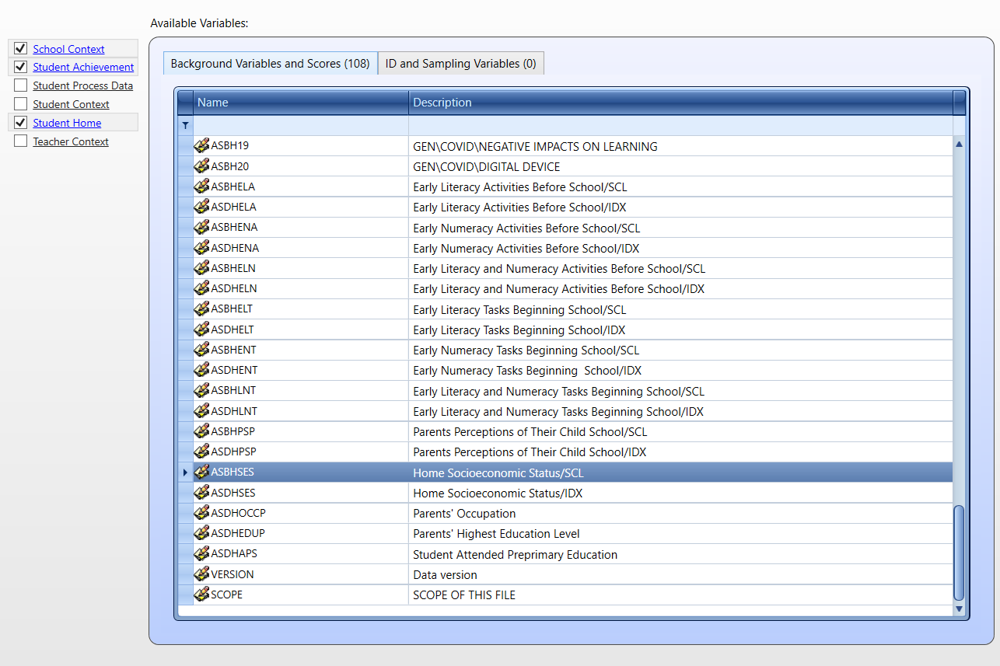 Available Variables:
School Context
Student Achievement
Student Process Data
Student Context
Student Home
Teacher Context
Background Variables and Scores (108) ID and Sampling Variables (0)
Name Description
ASBH19 GEN\COVID\NEGATIVE IMPACTS ON LEARNING
ASBH20 GEN\COVID\DIGITAL DEVICE
ASBHELA Early Literacy Activities Before School/SCL
ASDHELA Early Literacy Activities Before School/IDX
ASBHENA Early Numeracy Activities Before School/SCL
ASDHENA Early Numeracy Activities Before School/IDX
ASBHELN Early Literacy and Numeracy Activities Before School/SCL
ASDHELN Early Literacy and Numeracy Activities Before School/IDX
ASBHELT Early Literacy Tasks Beginning School/SCL
ASDHELT Early Literacy Tasks Beginning School/IDX
ASBHENT Early Numeracy Tasks Beginning School/SCL
ASDHENT Early Numeracy Tasks Beginning  School/IDX
ASBHLNT Early Literacy and Numeracy Tasks Beginning School/SCL
ASDHLNT Early Literacy and Numeracy Tasks Beginning School/IDX
ASBHPSP Parents Perceptions of Their Child School/SCL
ASDHPSP Parents Perceptions of Their Child School/IDX
ASBHSES Home Socioeconomic Status/SCL
ASDHSES Home Socioeconomic Status/IDX
ASDHOCCP Parents' Occupation
ASDHEDUP Parents' Highest Education Level
ASDHAPS Student Attended Preprimary Education
VERSION Data version
SCOPE SCOPE OF THIS FILE